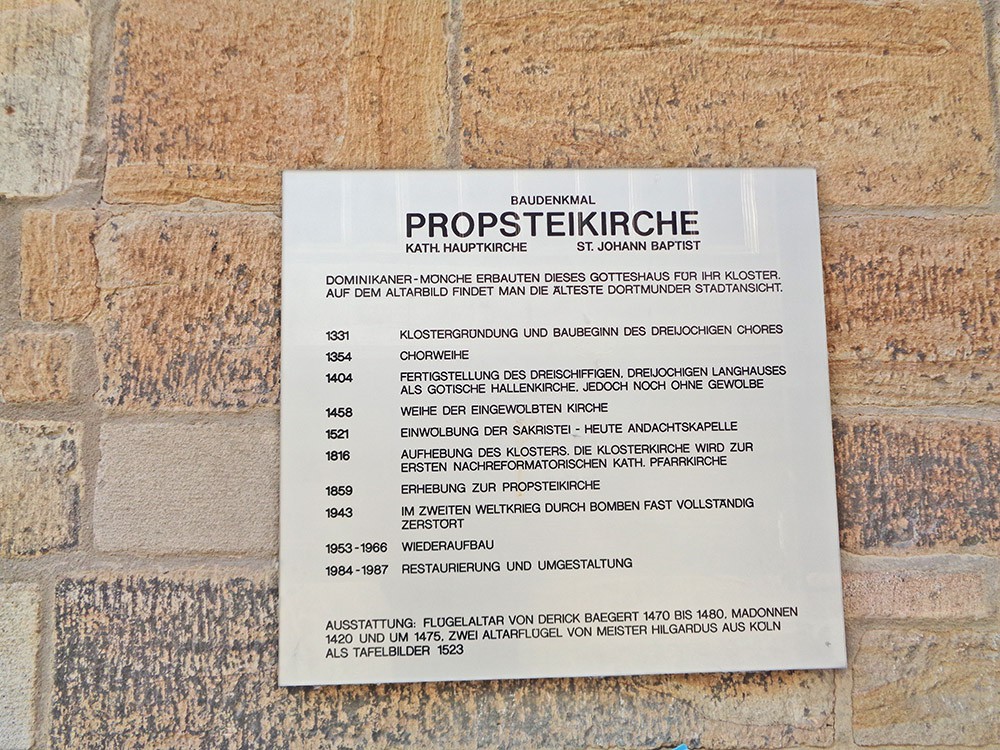 BAUDENKMAL
PROPSTEIKIRCHE
KATH. HAUPTKIRCHE ST. JOHANN BAPTIST
DOMINIKANER-MÖNCHE ERBAUTEN DIESES GOTTESHAUS FÜR IHR KLOSTER.
AUF DEM ALTARBILD FINDET MAN DIE ÄLTESTE DORTMUNDER STADTANSICHT.
1331 KLOSTERGRÜNDUNG UND BAUBEGINN DES DREIJOCHIGEN CHORES
1354 CHORWEIHE
1404 FERTIGSTELLUNG DES DREISCHIFFIGEN, DREIJOCHIGEN LANGHAUSES
ALS GOTISCHE HALLENKIRCHE, JEDOCH NOCH OHNE GEWÖLBE
1458 WEIHE DER EINGEWÖLBTEN KIRCHE
1521 EINWÖLBUNG DER SAKRISTEI - HEUTE ANDACHTSKAPELLE
1816 AUFHEBUNG DES KLOSTERS. DIE KLOSTERKIRCHE WIRD ZUR
ERSTEN NACHREFORMATORISCHEN KATH. PFARRKIRCHE
1859 ERHEBUNG ZUR PROPSTEIKIRCHE
1943 IM ZWEITEN WELTKRIEG DURCH BOMBEN FAST VOLLSTÄNDIG
ZERSTÖRT
1953-1966 WIEDERAUFBAU
1984-1987 RESTAURIERUNG UND UMGESTALTUNG
AUSSTATTUNG: FLÜGELALTAR VON DERICK BAEGERT 1470 BIS 1480, MADONNEN
1420 UND UM 1475, ZWEI ALTARFLÜGEL VON MEISTER HILGARDUS AUS KÖLN
ALS TAFELBILDER 1523